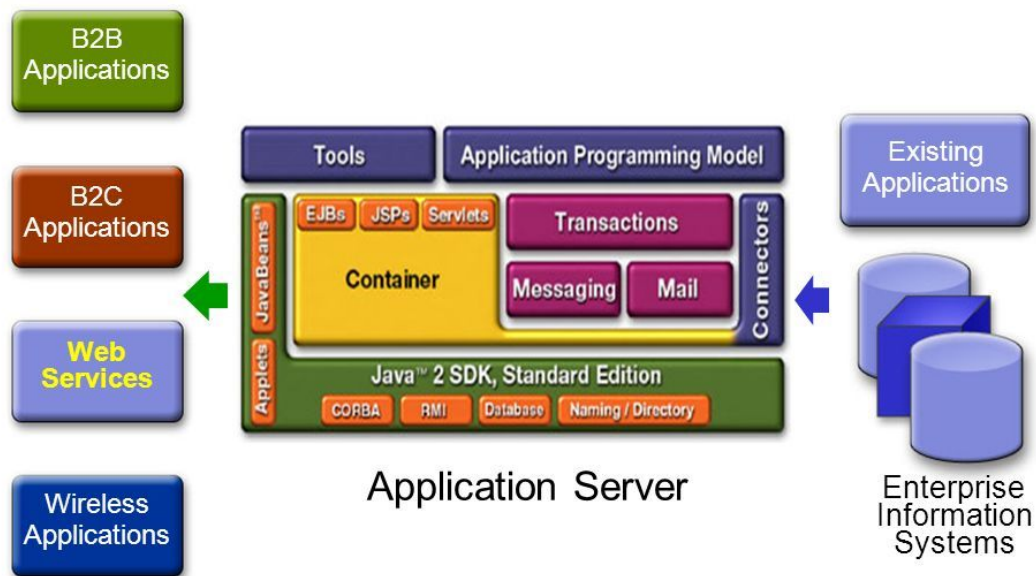 B2B
Applications
B2C
Applications
Web
Services
Wireless
Applications
Tools
Application Programming Model
Applets
JavaBeans™
EJBs
JSPs
Servlets
Container
Transactions
Messaging
Mail
Connectors
Java™ 2 SDK, Standard Edition
CORBA
RMI
Database
Naming / Directory
Application Server
Existing
Applications
Enterprise
Information
Systems